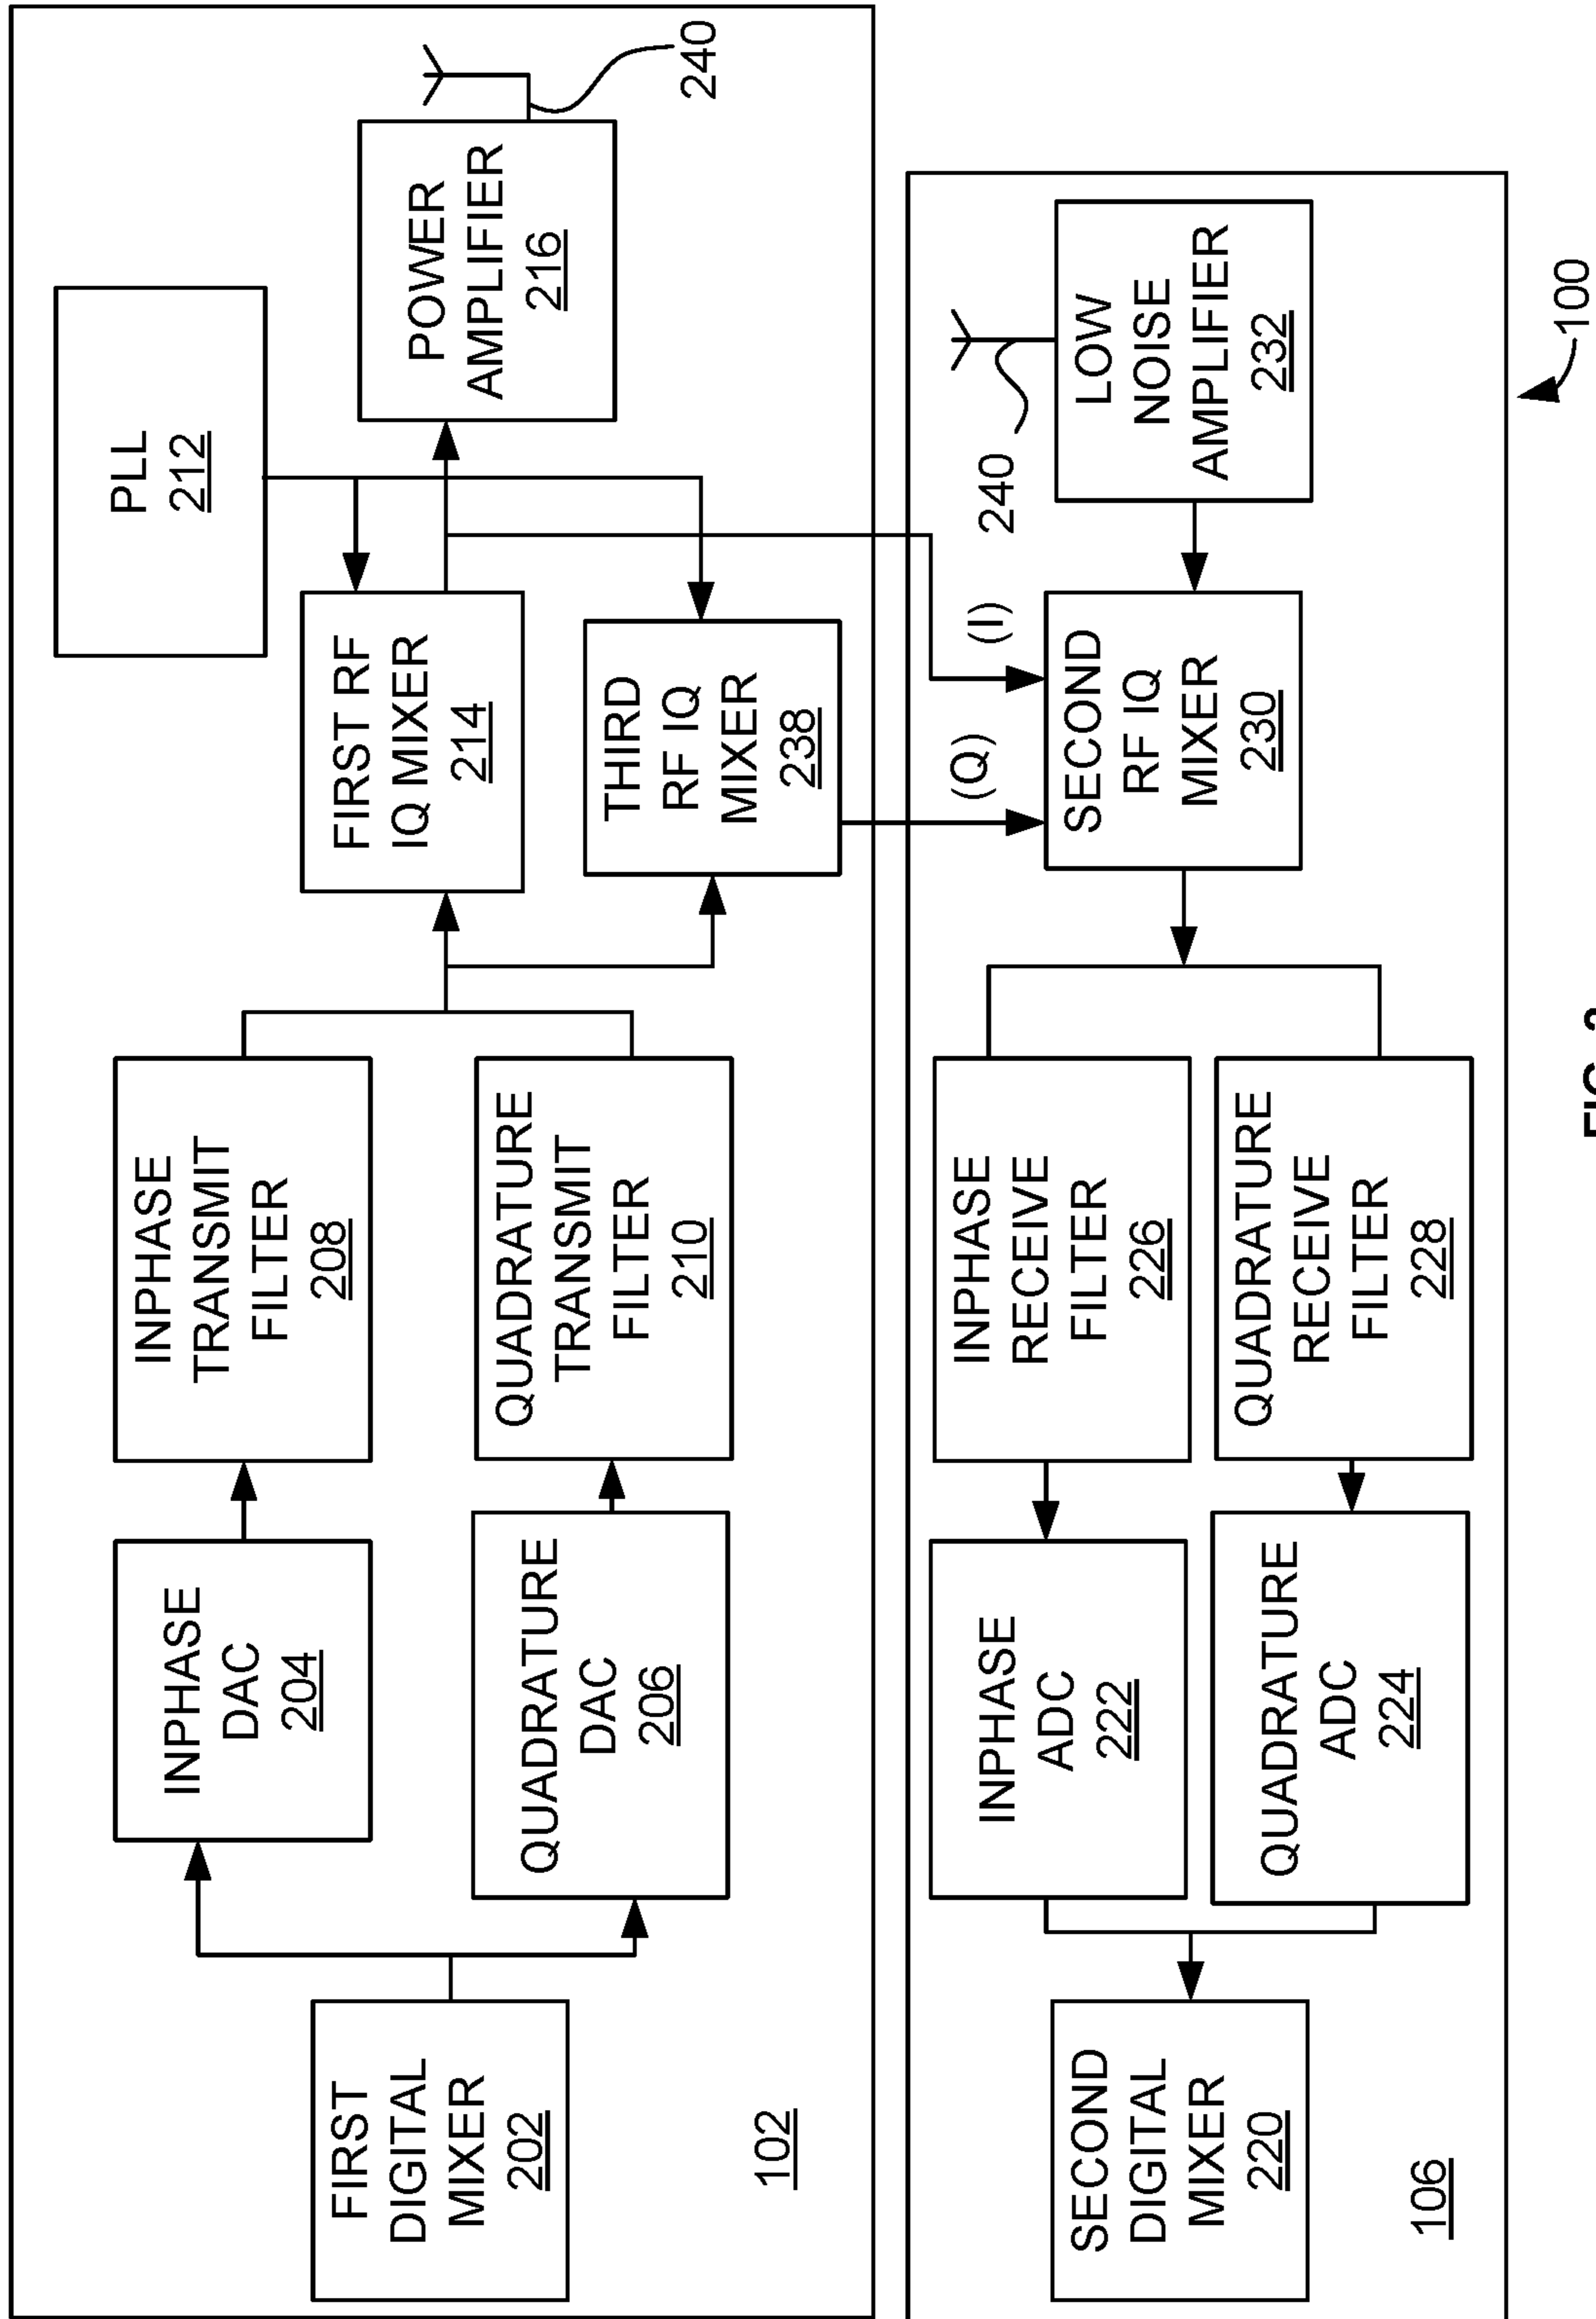 PLL
212
FIRST
DIGITAL
MIXER
202
INPHASE
DAC
204
QUADRATURE
DAC
206
INPHASE
TRANSMIT
FILTER
208
QUADRATURE
TRANSMIT
FILTER
210
FIRST RF
IQ MIXER
214
THIRD
RF IQ
MIXER
238
POWER
AMPLIFIER
216
240
102
(Q)
(I)
240
SECOND
DIGITAL
MIXER
220
INPHASE
ADC
222
QUADRATURE
ADC
224
INPHASE
RECEIVE
FILTER
226
QUADRATURE
RECEIVE
FILTER
228
SECOND
RF IQ
MIXER
230
LOW
NOISE
AMPLIFIER
232
106
100
FIG.